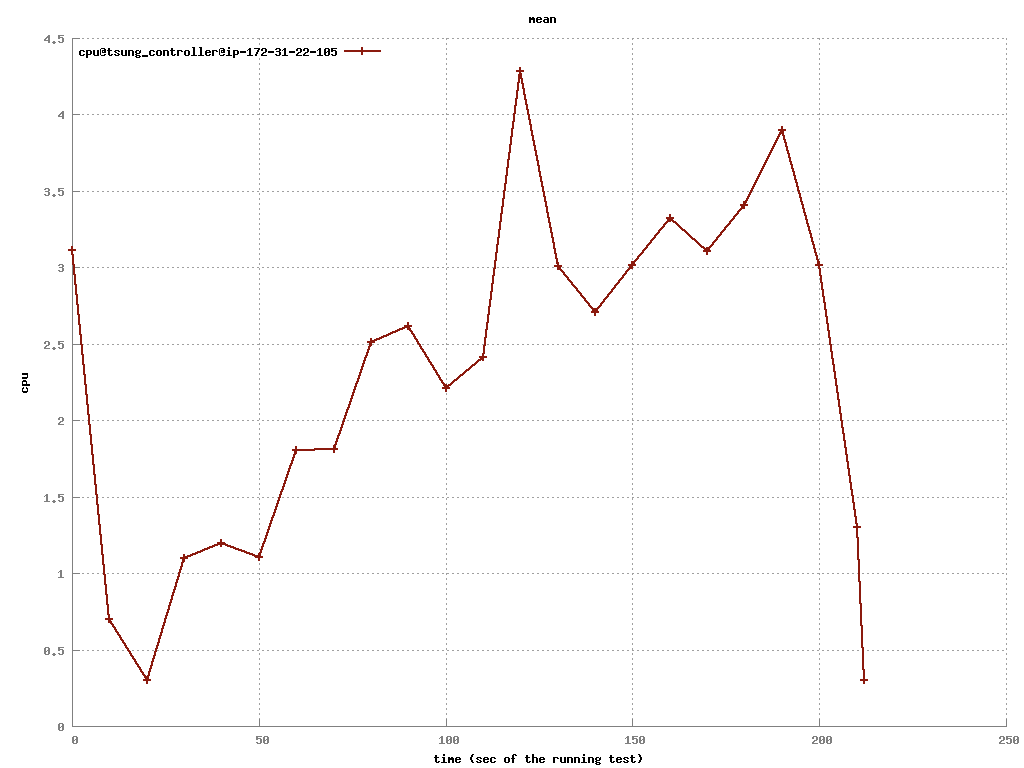 mean
4.5
cpu@tsung_controller@ip-172-31-22-105
4
3.5
3
2.5
cpu
2
1.5
1
0.5
0
0 50 100 150 200 250
time (sec of the running test)